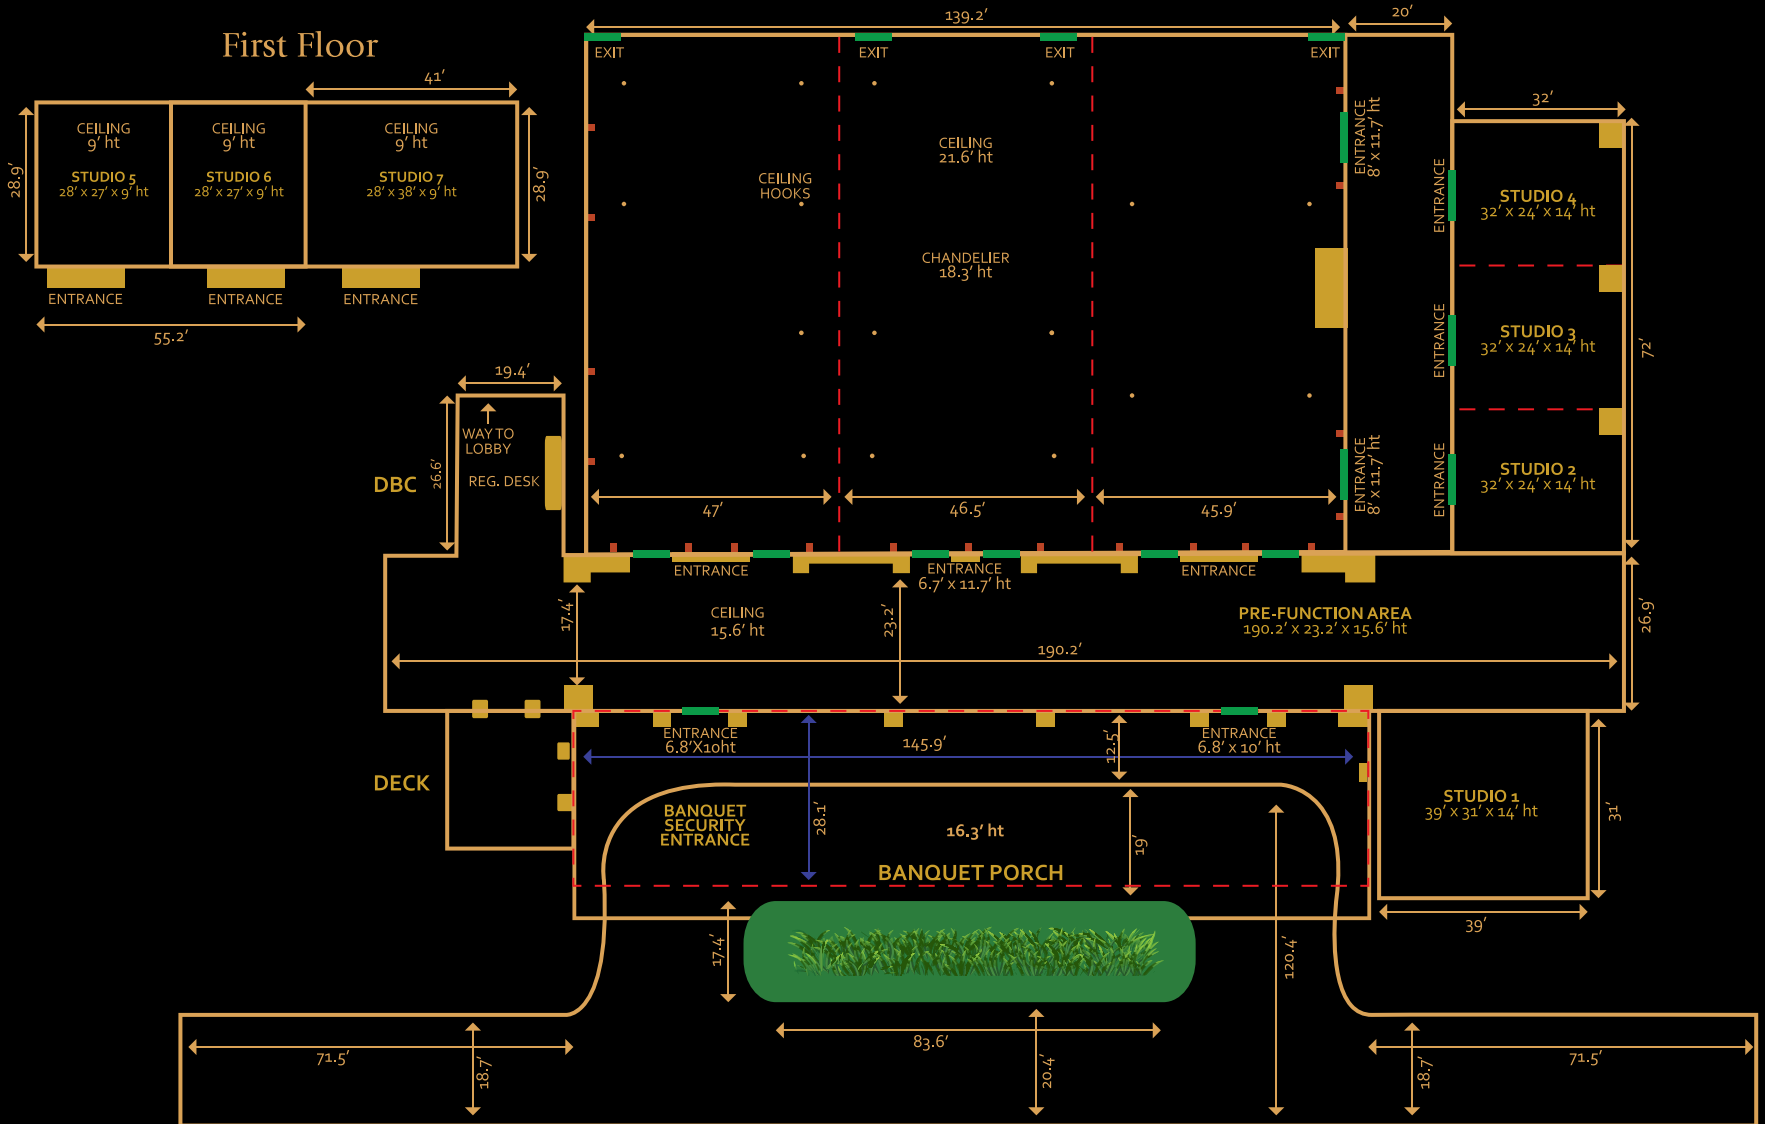 First Floor
41'
28.9'
CEILING
9' ht
STUDIO 5
28' x 27' x 9' ht
CEILING
9' ht
STUDIO 6
28' x 27' x 9' ht
CEILING
9' ht
STUDIO 7
28' x 38' x 9' ht
28.9'
ENTRANCE
ENTRANCE
ENTRANCE
55.2'
139.2'
20'
EXIT
EXIT
EXIT
EXIT
CEILING
21.6' ht
CEILING
HOOKS
CHANDELIER
18.3' ht
ENTRANCE
8' x 11.7' ht
ENTRANCE
8' x 11.7' ht
47'
46.5'
45.9'
32'
ENTRANCE
STUDIO 4
32' x 24' x 14' ht
ENTRANCE
STUDIO 3
32' x 24' x 14' ht
ENTRANCE
STUDIO 2
32' x 24' x 14' ht
72'
19.4'
WAY TO
LOBBY
REG. DESK
26.6'
DBC
ENTRANCE
ENTRANCE
6.7' x 11.7' ht
ENTRANCE
17.4'
CEILING
15.6' ht
23.2'
PRE-FUNCTION AREA
190.2' x 23.2' x 15.6' ht
26.9'
190.2'
ENTRANCE
6.8'X10ht
145.9'
12.5'
ENTRANCE
6.8' x 10' ht
DECK
BANQUET
SECURITY
ENTRANCE
28.1'
16.3' ht
19'
BANQUET PORCH
STUDIO 1
39' x 31' x 14' ht
31'
39'
17.4'
120.4'
83.6'
71.5'
18.7'
20.4'
18.7'
71.5'